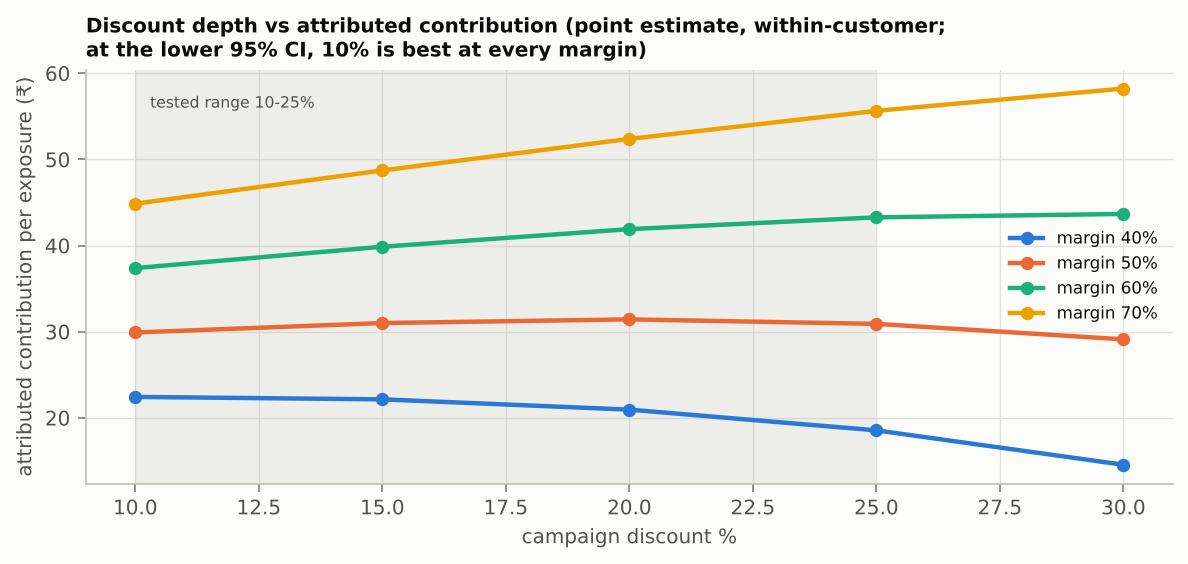 Discount depth vs attributed contribution (point estimate, within-customer;
at the lower 95% CI, 10% is best at every margin)
60
50
40
30
20
attributed contribution per exposure (₹)
tested range 10-25%
margin 40%
margin 50%
margin 60%
margin 70%
10.0 12.5 15.0 17.5 20.0 22.5 25.0 27.5 30.0
campaign discount %